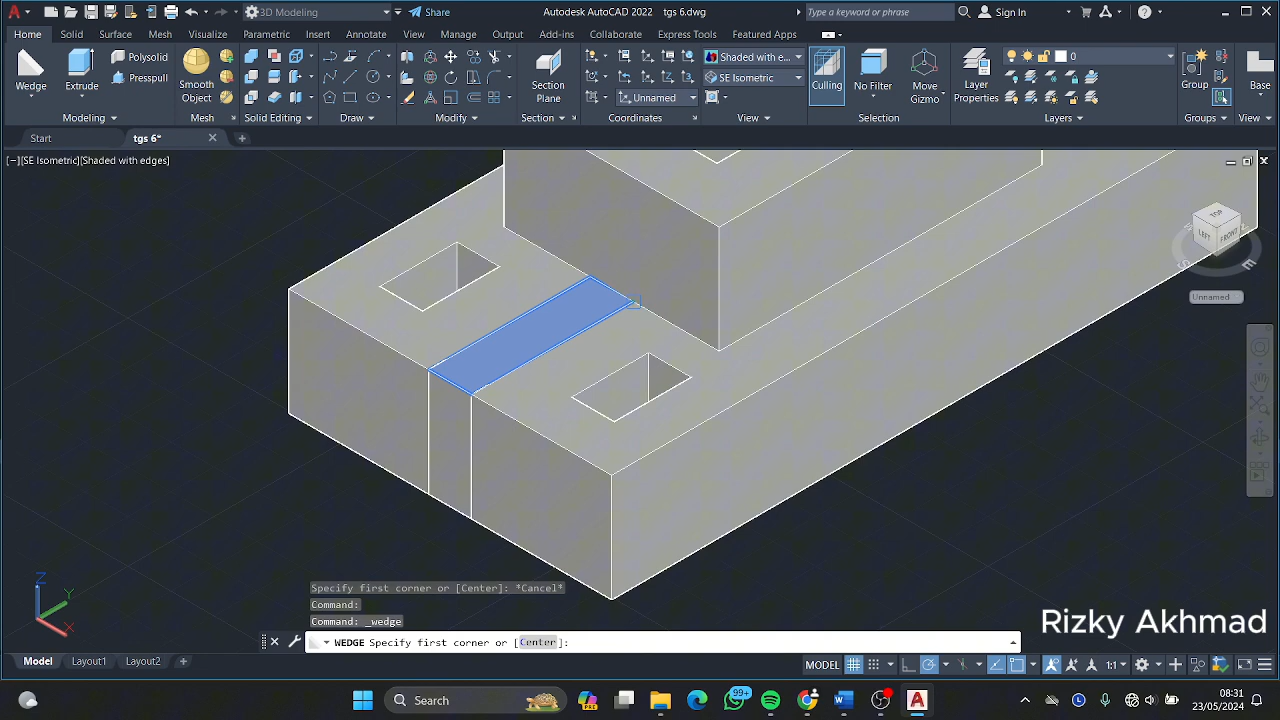 3D Modeling
Share
Autodesk AutoCAD 2022 tgs 6.dwg
Type a keyword or phrase
Sign In
Home Solid Surface Mesh Visualize Parametric Insert Annotate View Manage Output Add-ins Collaborate Express Tools Featured Apps
Wedge
Extrude
Polysolid
Presspull
Smooth
Object
Section
Plane
Unnamed
Shaded with e...
SE Isometric
Culling
No Filter
Move
Gizmo
Layer
Properties
0
Group
Base
Modeling
Mesh
Solid Editing
Draw
Modify
Section
Coordinates
View
Selection
Layers
Groups
View
Start
tgs 6*
[−][SE Isometric][Shaded with edges]
TOP
LEFT
FRONT
S
E
Unnamed
Z
Y
X
Specify first corner or [Center]: *Cancel*
Command:
Command: _wedge
WEDGE Specify first corner or [Center]:
Rizky Akhmad
Model Layout1 Layout2
MODEL
1:1
Search
99+
08:31
23/05/2024